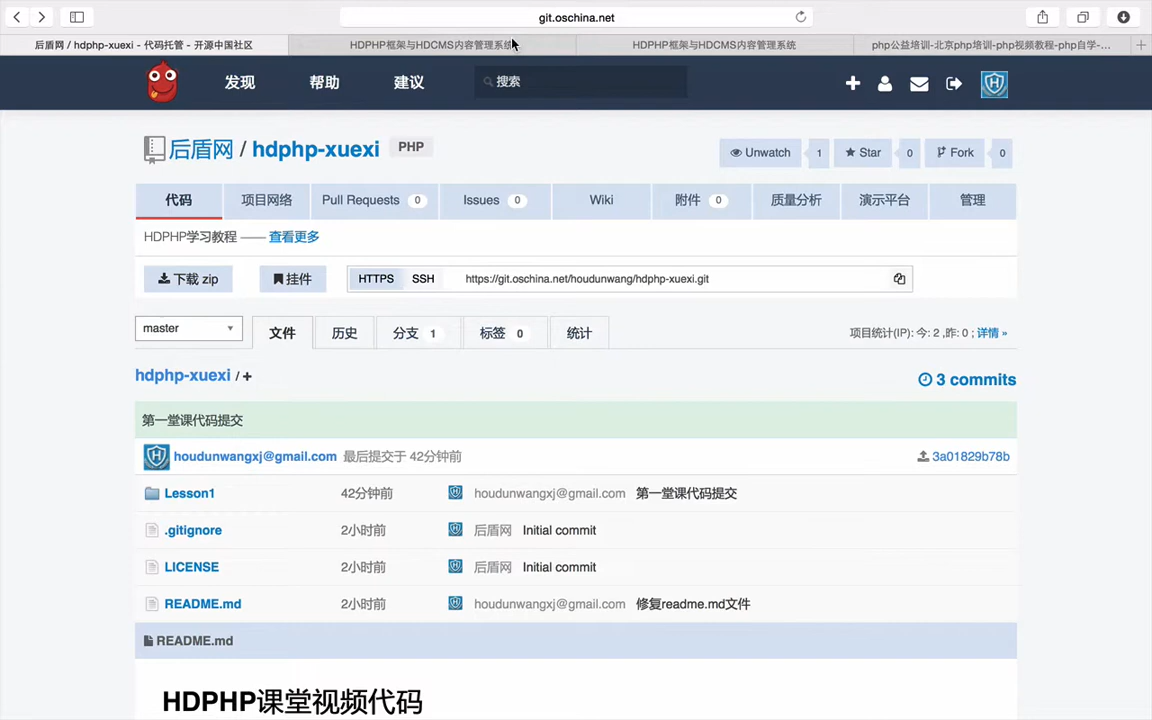 git.oschina.net
后盾网 / hdphp-xuexi - 代码托管 - 开源中国社区
HDPHP框架与HDCMS内容管理系统
HDPHP框架与HDCMS内容管理系统
php公益培训-北京php培训-php视频教程-php自学-...
发现 帮助 建议 搜索
后盾网 / hdphp-xuexi PHP
Unwatch 1 Star 0 Fork 0
代码 项目网络 Pull Requests 0 Issues 0 Wiki 附件 0 质量分析 演示平台 管理
HDPHP学习教程 —— 查看更多
下载 zip 挂件 HTTPS SSH https://git.oschina.net/houdunwang/hdphp-xuexi.git
master 文件 历史 分支 1 标签 0 统计 项目统计(IP): 今: 2 ,昨: 0 ; 详情 »
hdphp-xuexi / +
3 commits
第一堂课代码提交
houdunwangxj@gmail.com 最后提交于 42分钟前 3a01829b78b
Lesson1 42分钟前 houdunwangxj@gmail.com 第一堂课代码提交
.gitignore 2小时前 后盾网 Initial commit
LICENSE 2小时前 后盾网 Initial commit
README.md 2小时前 houdunwangxj@gmail.com 修复readme.md文件
README.md
HDPHP课堂视频代码